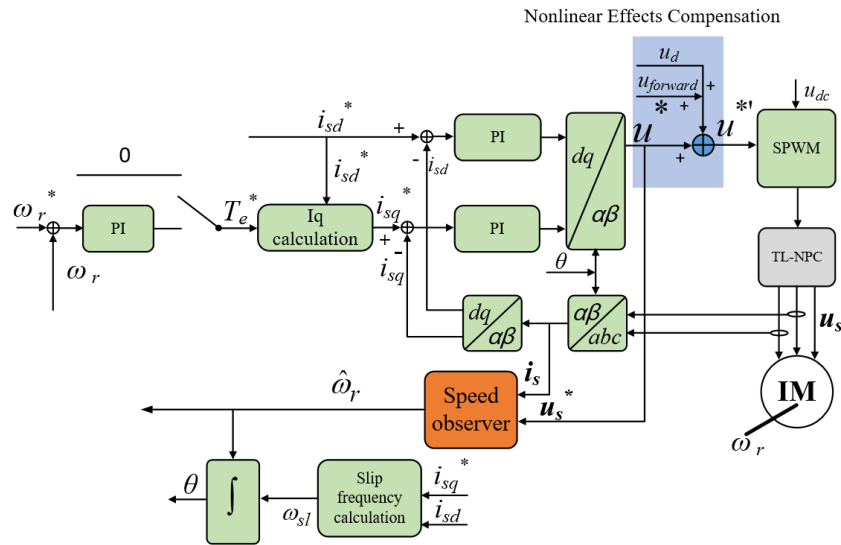 Nonlinear Effects Compensation
u_d
+
u_forward
+
*
u
+
u*'
u_dc
SPWM
i_sd*
+
-
i_sd
PI
dq
αβ
0
i_sd*
ω_r*
PI
T_e*
Iq
calculation
i_sq*
+
-
i_sq
PI
ω_r
θ
TL-NPC
dq
αβ
αβ
abc
u_s
i_s
IM
ω_r
ω̂_r
Speed
observer
u_s*
θ
∫
ω_sl
Slip
frequency
calculation
i_sq*
i_sd